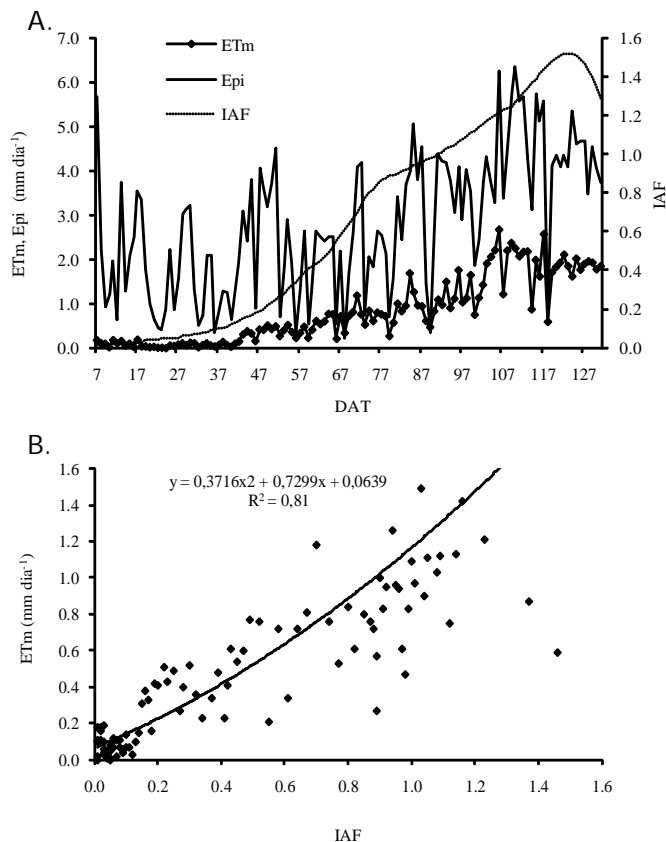 A.
7.0
6.0
5.0
4.0
3.0
2.0
1.0
0.0
ETm, Epi (mm dia-1)
ETm
Epi
IAF
1.6
1.4
1.2
1.0
0.8
0.6
0.4
0.2
0.0
IAF
7 17 27 37 47 57 67 77 87 97 107 117 127
DAT
B.
1.6
1.4
1.2
1.0
0.8
0.6
0.4
0.2
0.0
ETm (mm dia-1)
y = 0,3716x2 + 0,7299x + 0,0639
R2 = 0,81
0.0 0.2 0.4 0.6 0.8 1.0 1.2 1.4 1.6
IAF